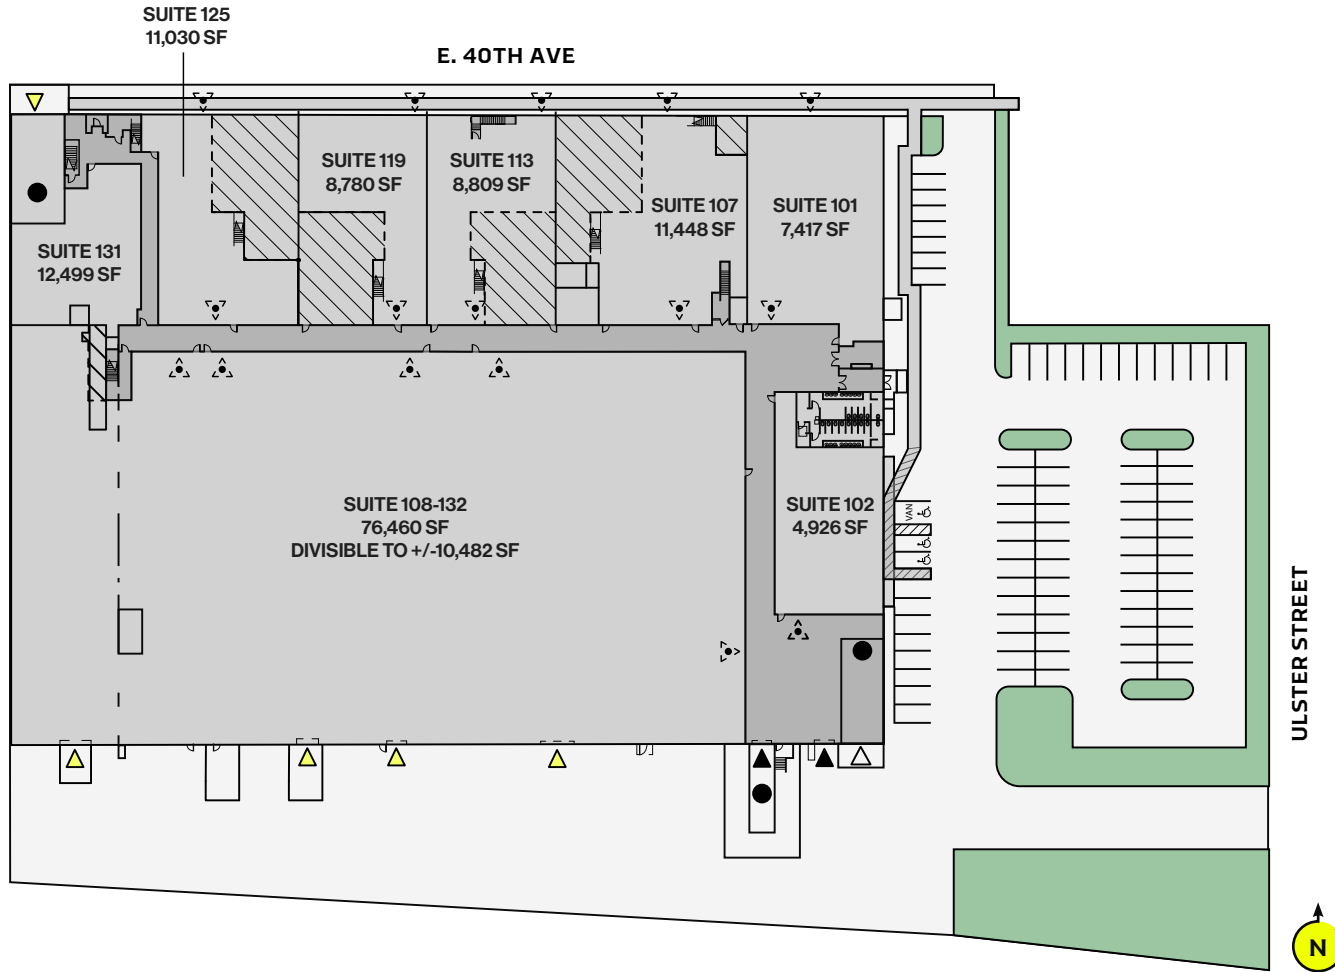 SUITE 125
11,030 SF
E. 40TH AVE
SUITE 119
8,780 SF
SUITE 113
8,809 SF
SUITE 107
11,448 SF
SUITE 101
7,417 SF
SUITE 131
12,499 SF
SUITE 108-132
76,460 SF
DIVISIBLE TO +/-10,482 SF
SUITE 102
4,926 SF
VAN
ULSTER STREET
N